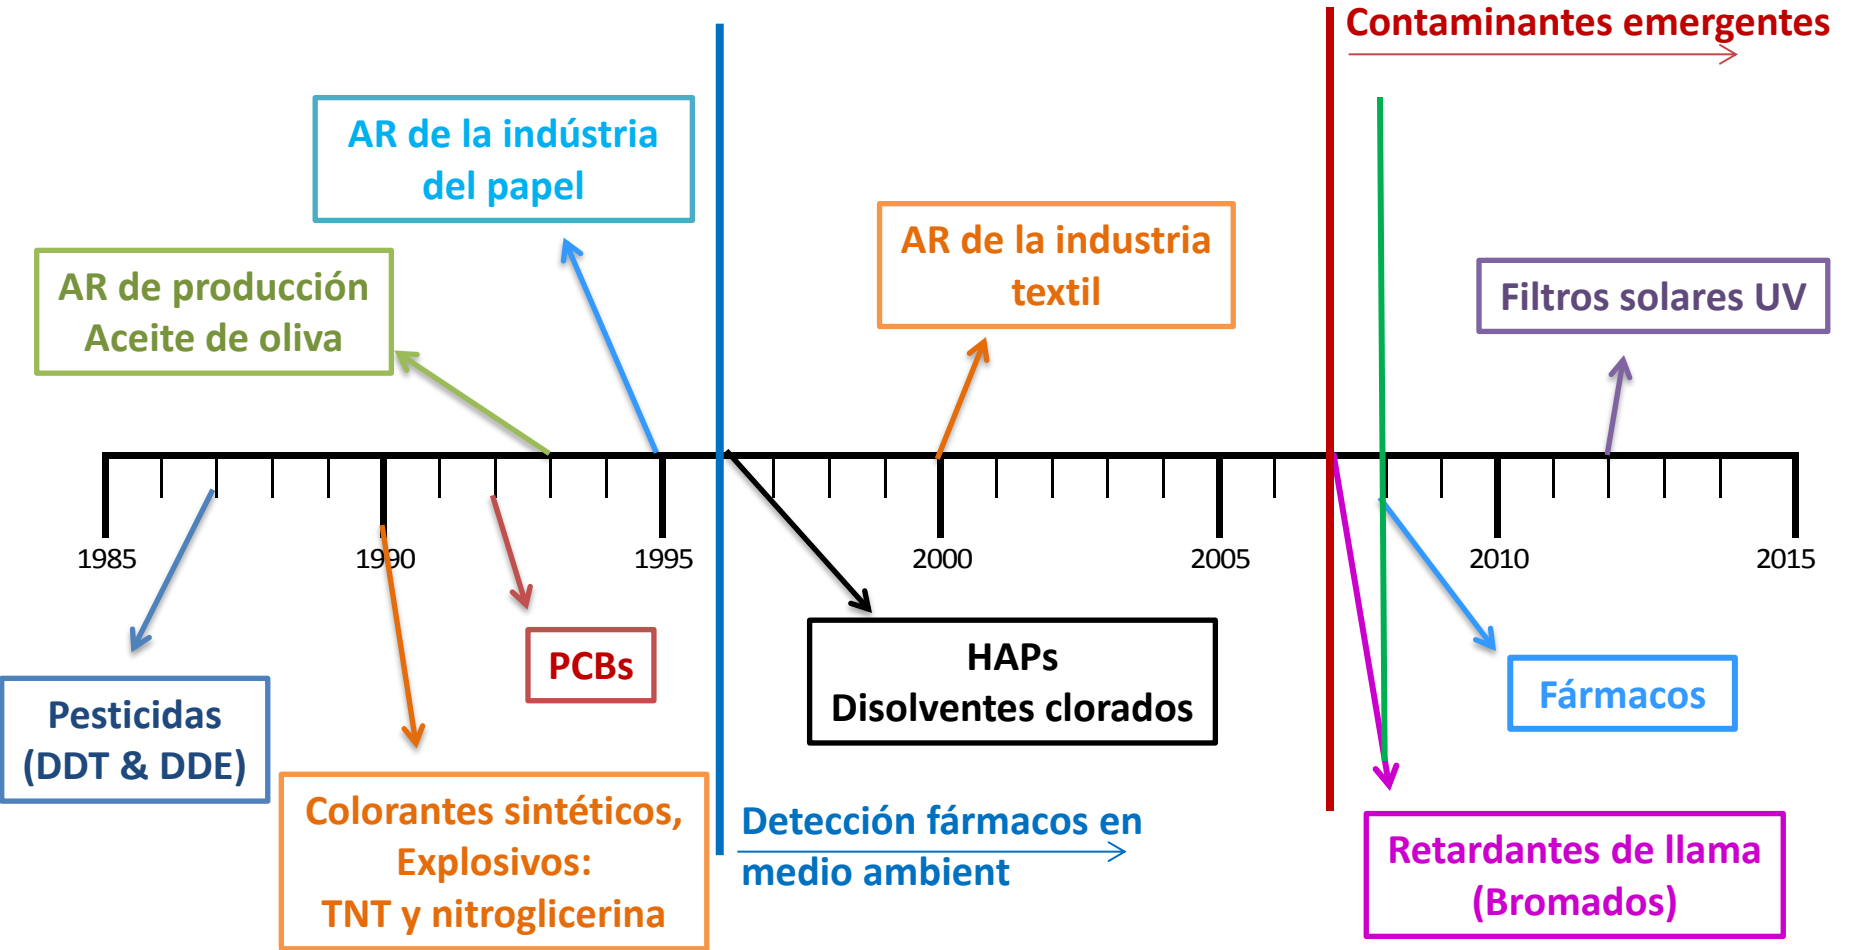 Contaminantes emergentes
AR de la indústria
del papel
AR de la industria
textil
AR de producción
Aceite de oliva
Filtros solares UV
1985
1990
1995
2000
2005
2010
2015
PCBs
HAPs
Disolventes clorados
Fármacos
Pesticidas
(DDT & DDE)
Colorantes sintéticos,
Explosivos:
TNT y nitroglicerina
Detección fármacos en
medio ambient
Retardantes de llama
(Bromados)